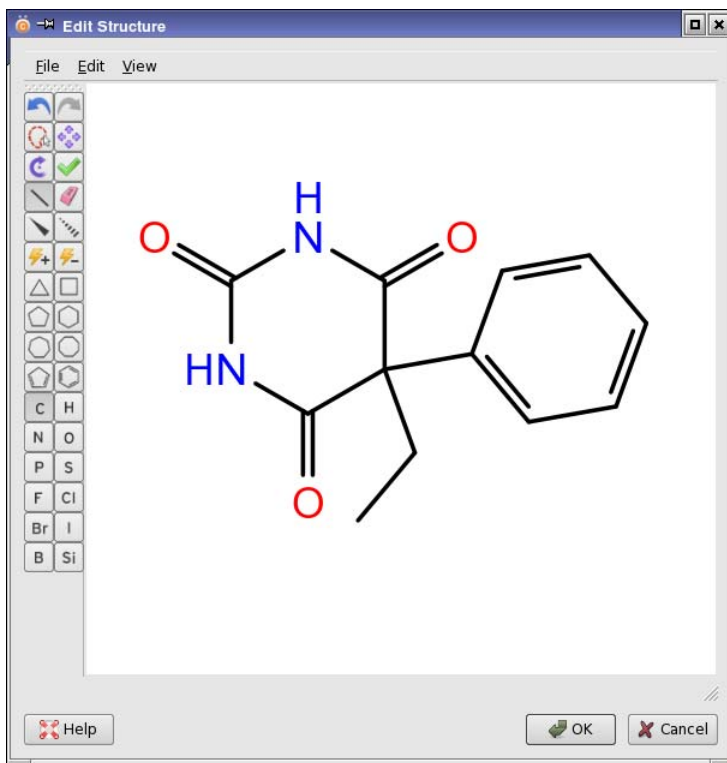 Edit Structure
File Edit View
C H
N O
P S
F Cl
Br I
B Si
H
O N O
HN
O
Help OK Cancel